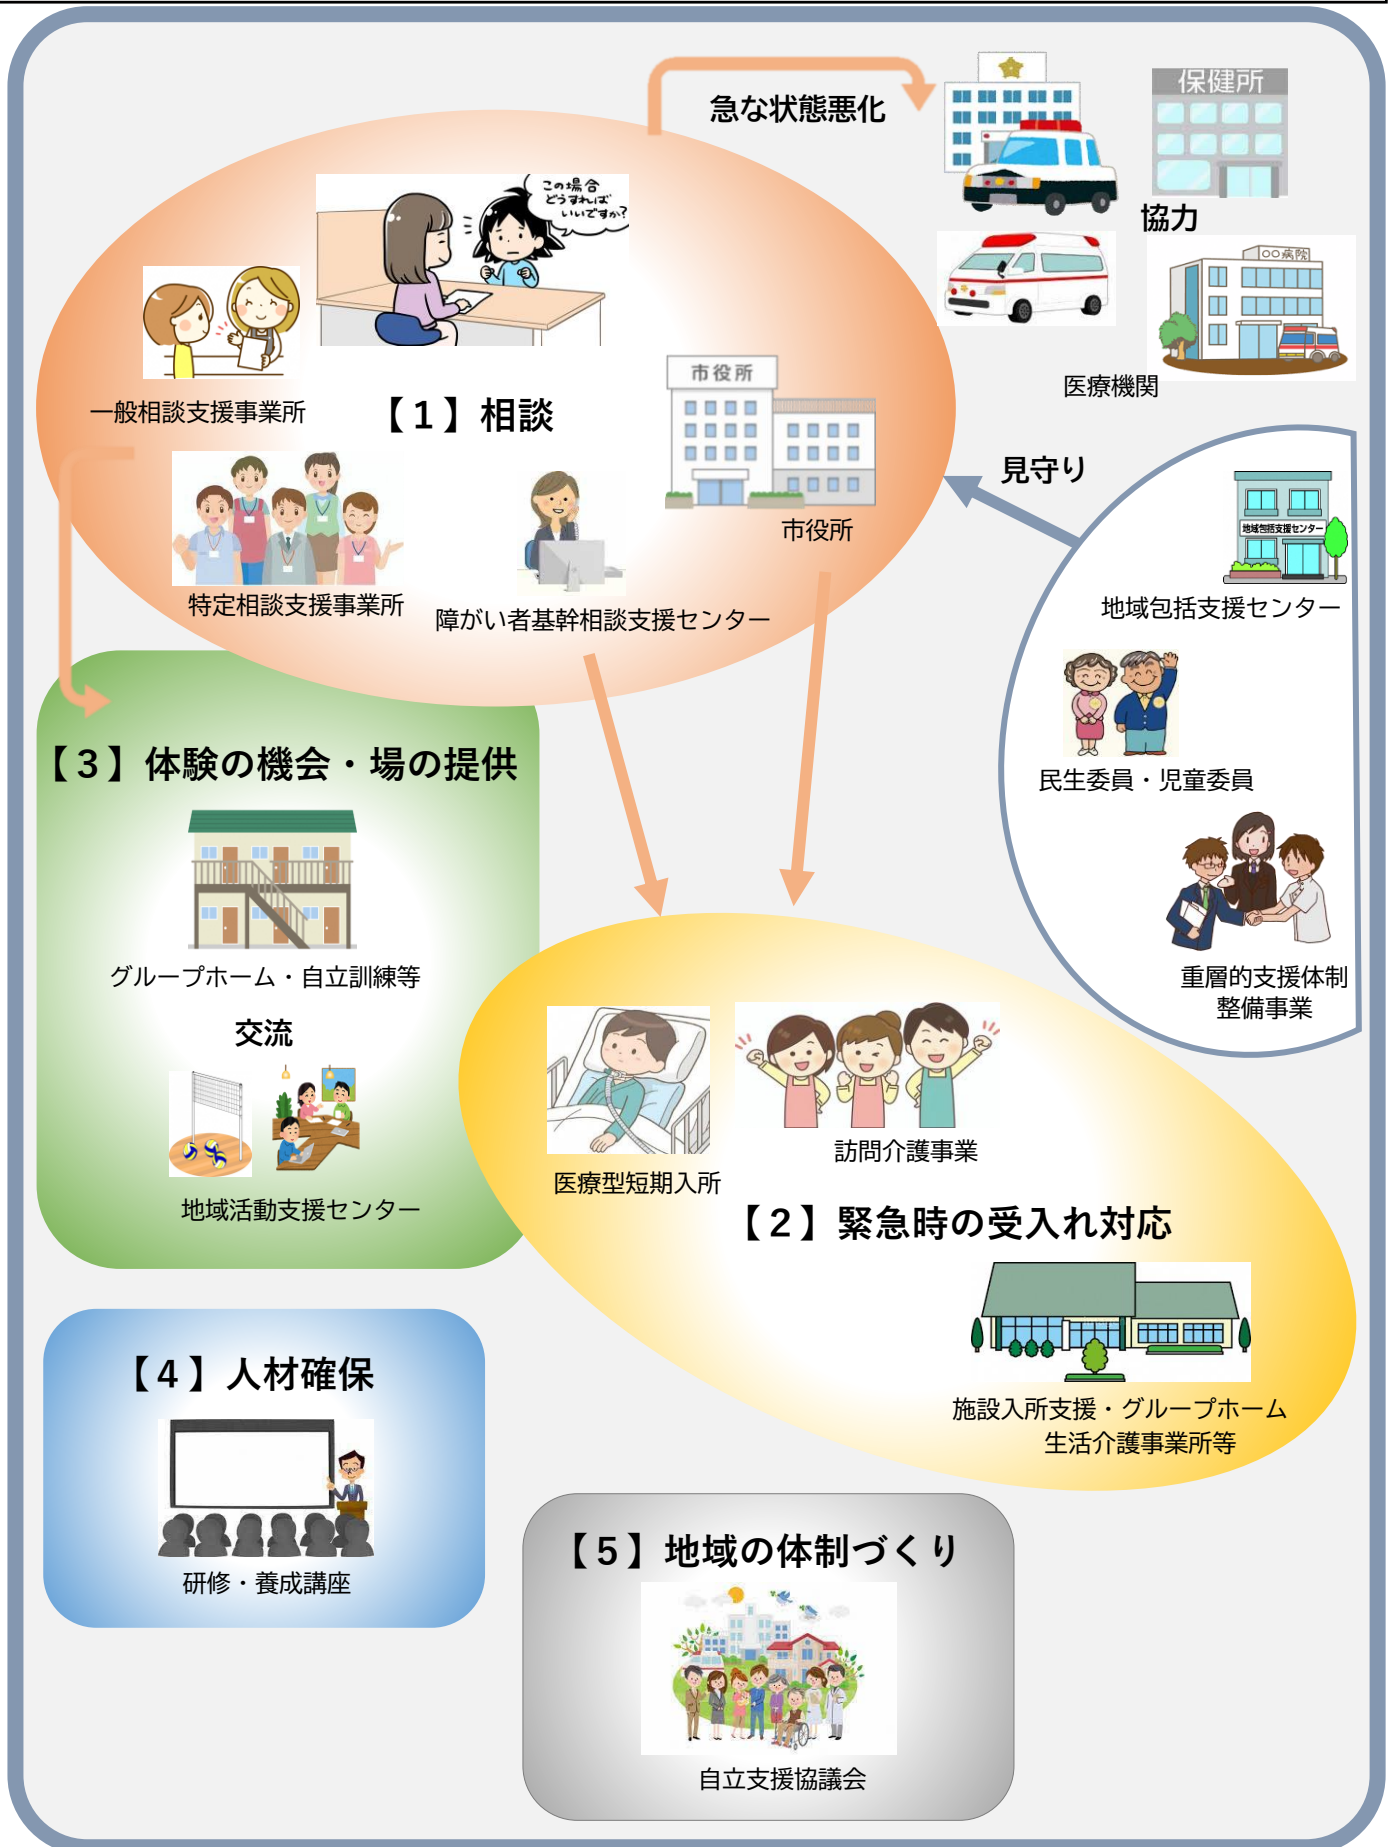 急な状態悪化
保健所
協力
〇〇病院
医療機関
この場合
どうすれば
いいですか?
一般相談支援事業所
【1】相談
市役所
市役所
特定相談支援事業所
障がい者基幹相談支援センター
見守り
地域包括支援センター
地域包括支援センター
民生委員・児童委員
重層的支援体制
整備事業
【3】体験の機会・場の提供
グループホーム・自立訓練等
交流
地域活動支援センター
医療型短期入所
訪問介護事業
【2】緊急時の受入れ対応
施設入所支援・グループホーム
生活介護事業所等
【4】人材確保
研修・養成講座
【5】地域の体制づくり
自立支援協議会